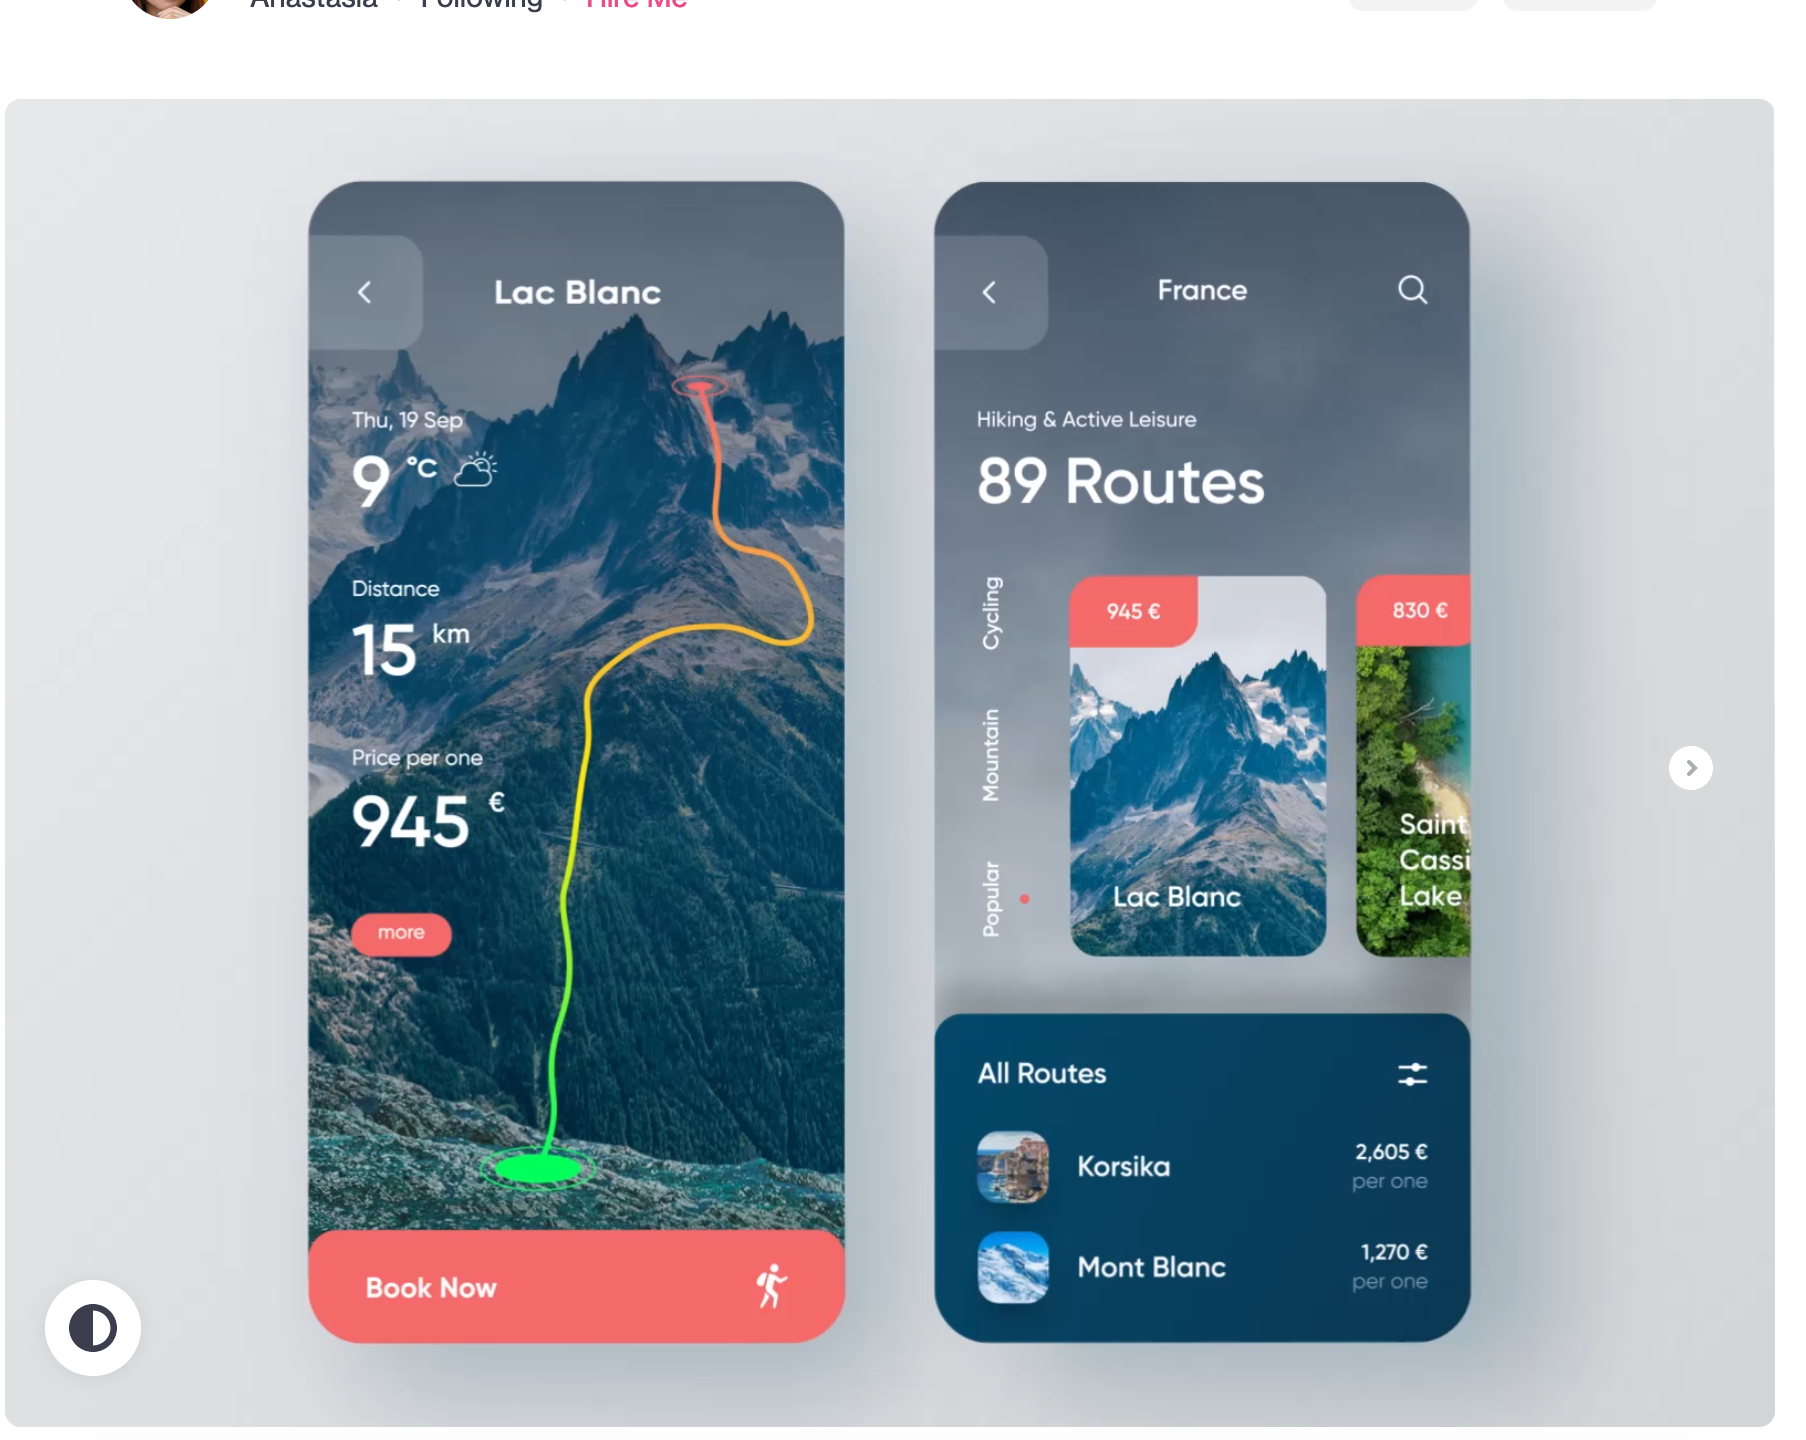 Anastasia · Following · Hire Me
Lac Blanc
Thu, 19 Sep
9 °C
Distance
15 km
Price per one
945 €
more
Book Now
France
Hiking & Active Leisure
89 Routes
Cycling
Mountain
Popular
945 €
Lac Blanc
830 €
Saint
Cassi
Lake
All Routes
Korsika
2,605 €
per one
Mont Blanc
1,270 €
per one